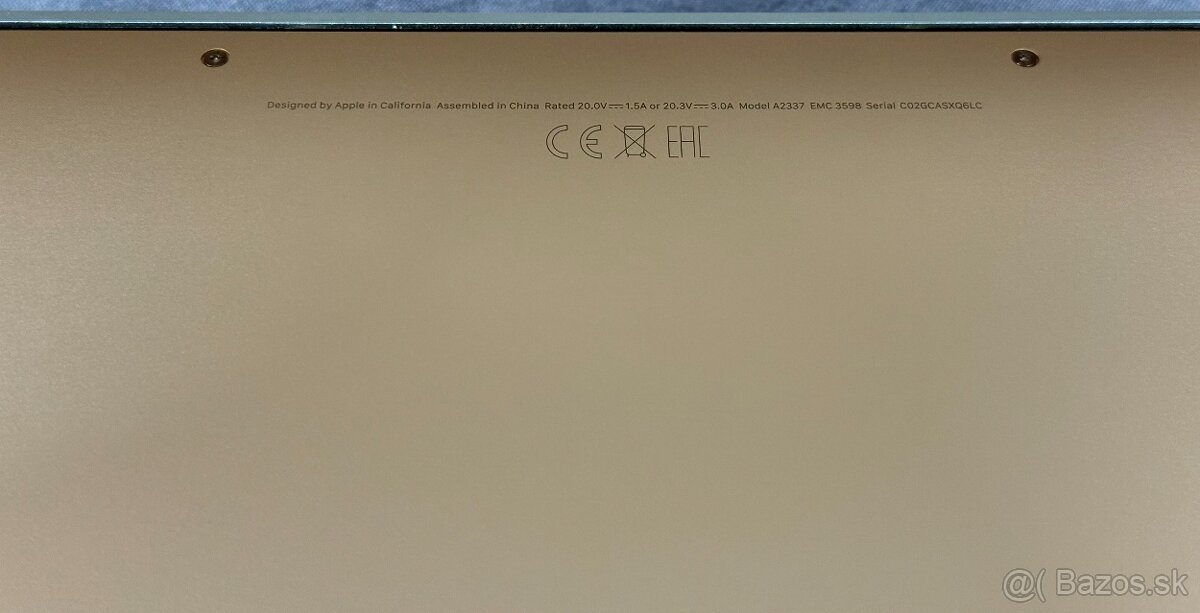 Designed by Apple in California Assembled in China Rated 20.0V⎓1.5A or 20.3V⎓3.0A Model A2337 EMC 3598 Serial C02GCASXQ6LC
CE EAC
@( Bazos.sk